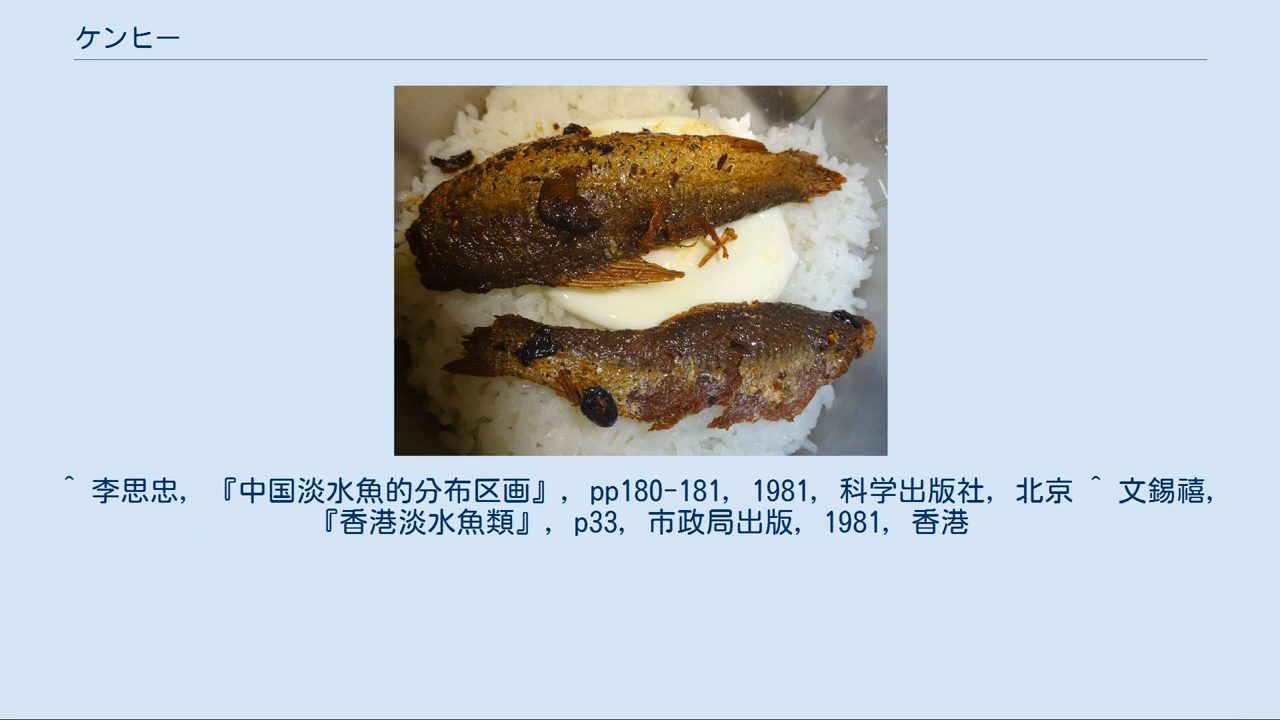 ケンヒー
^ 李思忠, 『中国淡水魚的分布区画』, pp180-181, 1981, 科学出版社, 北京 ^ 文錫禧,
『香港淡水魚類』, p33, 市政局出版, 1981, 香港